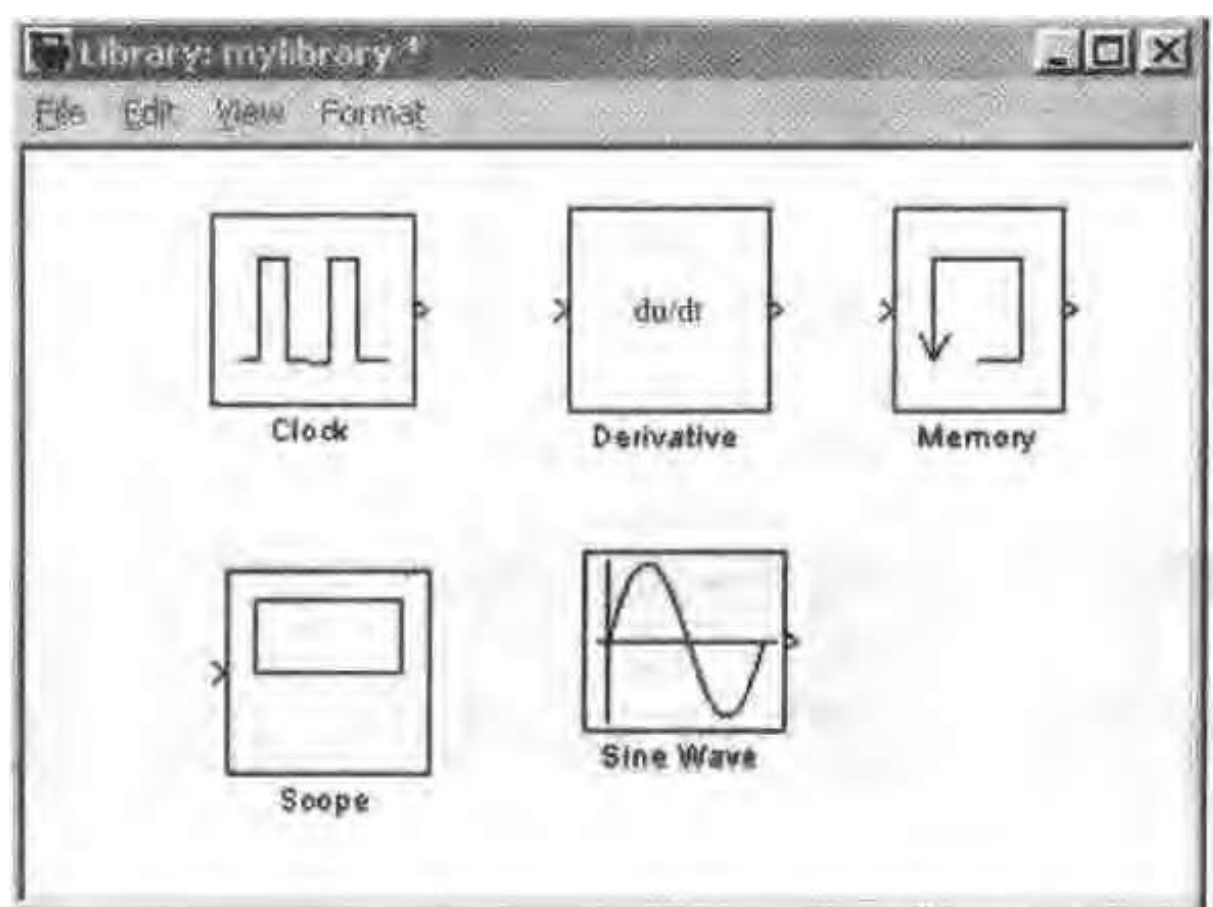 Library: mylibrary *
File Edit View Format
du/dt
Clock
Derivative
Memory
Scope
Sine Wave